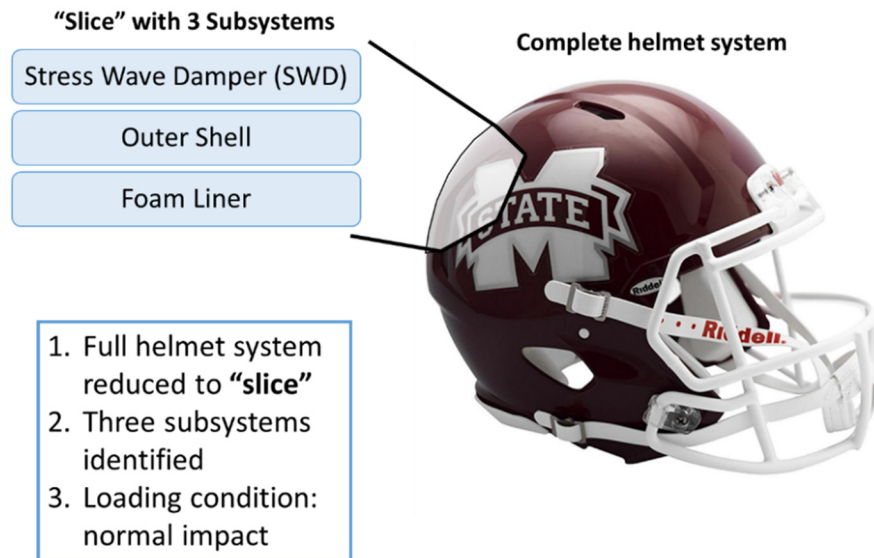 “Slice” with 3 Subsystems
Stress Wave Damper (SWD)
Outer Shell
Foam Liner
Complete helmet system
M
STATE
Riddell
Riddell.
1. Full helmet system
reduced to “slice”
2. Three subsystems
identified
3. Loading condition:
normal impact